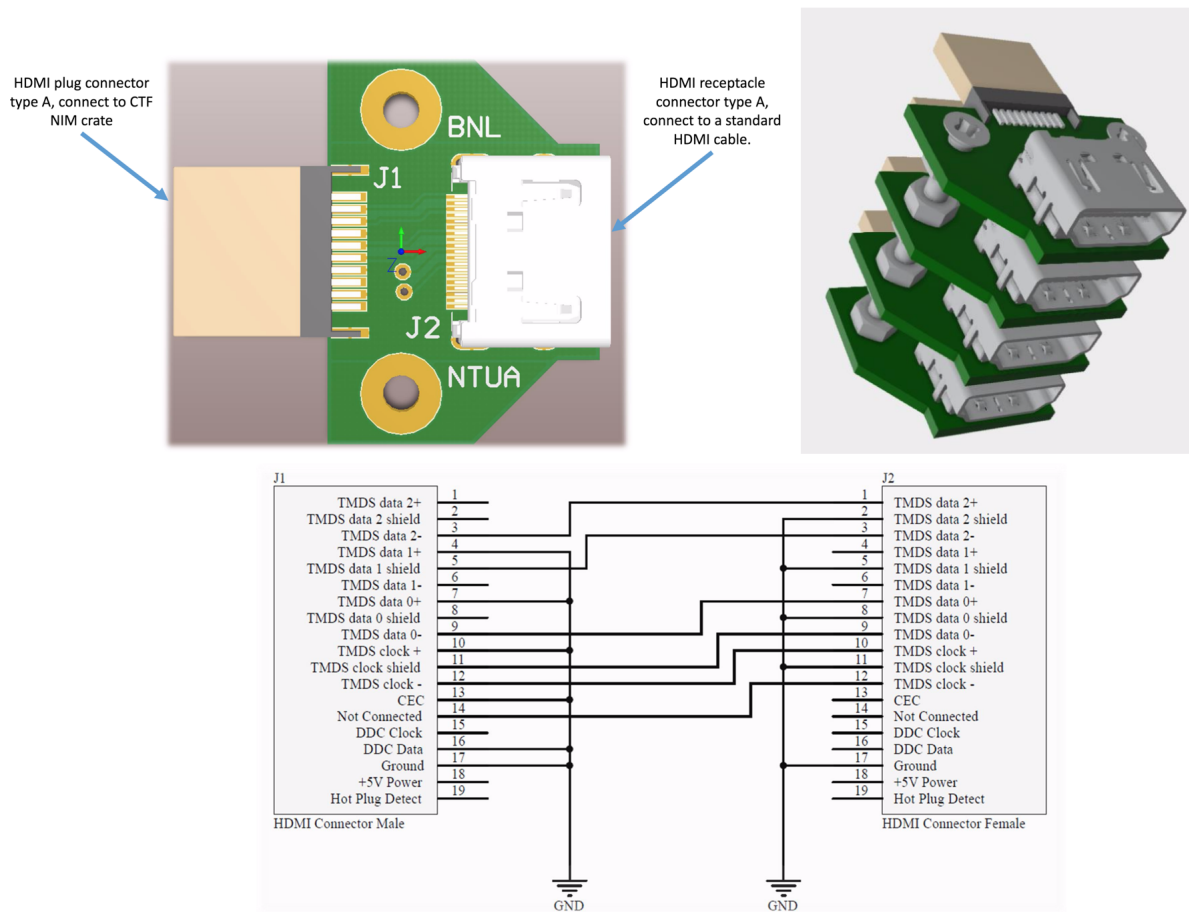 HDMI plug connector
type A, connect to CTF
NIM crate
HDMI receptacle
connector type A,
connect to a standard
HDMI cable.
BNL
J1
Z
J2
NTUA
J1
TMDS data 2+ 1
TMDS data 2 shield 2
TMDS data 2- 3
TMDS data 1+ 4
TMDS data 1 shield 5
TMDS data 1- 6
TMDS data 0+ 7
TMDS data 0 shield 8
TMDS data 0- 9
TMDS clock + 10
TMDS clock shield 11
TMDS clock - 12
CEC 13
Not Connected 14
DDC Clock 15
DDC Data 16
Ground 17
+5V Power 18
Hot Plug Detect 19
HDMI Connector Male
GND
J2
1 TMDS data 2+
2 TMDS data 2 shield
3 TMDS data 2-
4 TMDS data 1+
5 TMDS data 1 shield
6 TMDS data 1-
7 TMDS data 0+
8 TMDS data 0 shield
9 TMDS data 0-
10 TMDS clock +
11 TMDS clock shield
12 TMDS clock -
13 CEC
14 Not Connected
15 DDC Clock
16 DDC Data
17 Ground
18 +5V Power
19 Hot Plug Detect
HDMI Connector Female
GND